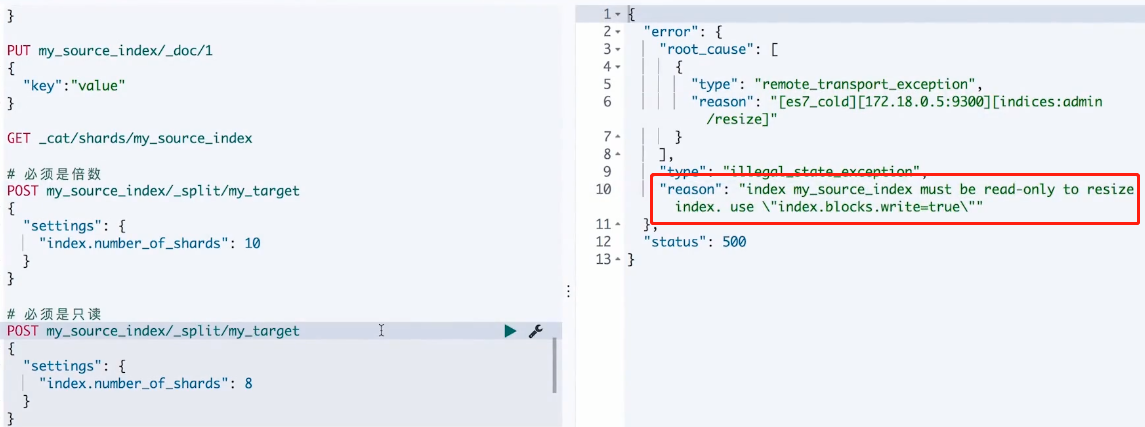 }
PUT my_source_index/_doc/1
{
"key":"value"
}
GET _cat/shards/my_source_index
# 必须是倍数
POST my_source_index/_split/my_target
{
"settings": {
"index.number_of_shards": 10
}
}
# 必须是只读
POST my_source_index/_split/my_target
{
"settings": {
"index.number_of_shards": 8
}
}
1 {
2 "error": {
3 "root_cause": [
4 {
5 "type": "remote_transport_exception",
6 "reason": "[es7_cold][172.18.0.5:9300][indices:admin
/resize]"
7 }
8 ],
9 "type": "illegal_state_exception",
10 "reason": "index my_source_index must be read-only to resize
index. use \"index.blocks.write=true\""
11 },
12 "status": 500
13 }